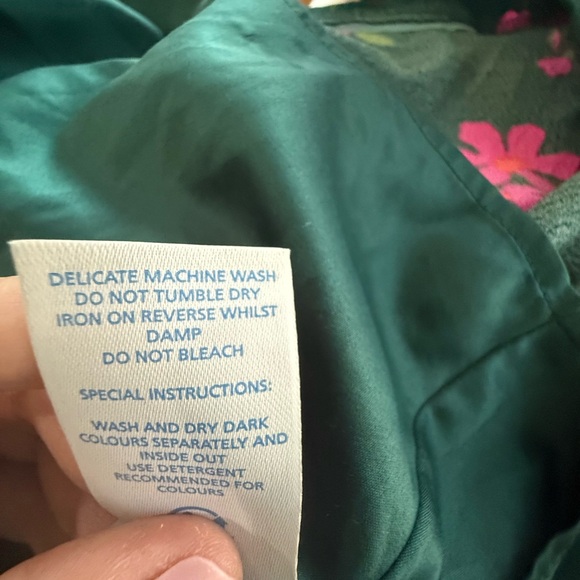 DELICATE MACHINE WASH
DO NOT TUMBLE DRY
IRON ON REVERSE WHILST
DAMP
DO NOT BLEACH
SPECIAL INSTRUCTIONS:
WASH AND DRY DARK
COLOURS SEPARATELY AND
INSIDE OUT
USE DETERGENT
RECOMMENDED FOR
COLOURS